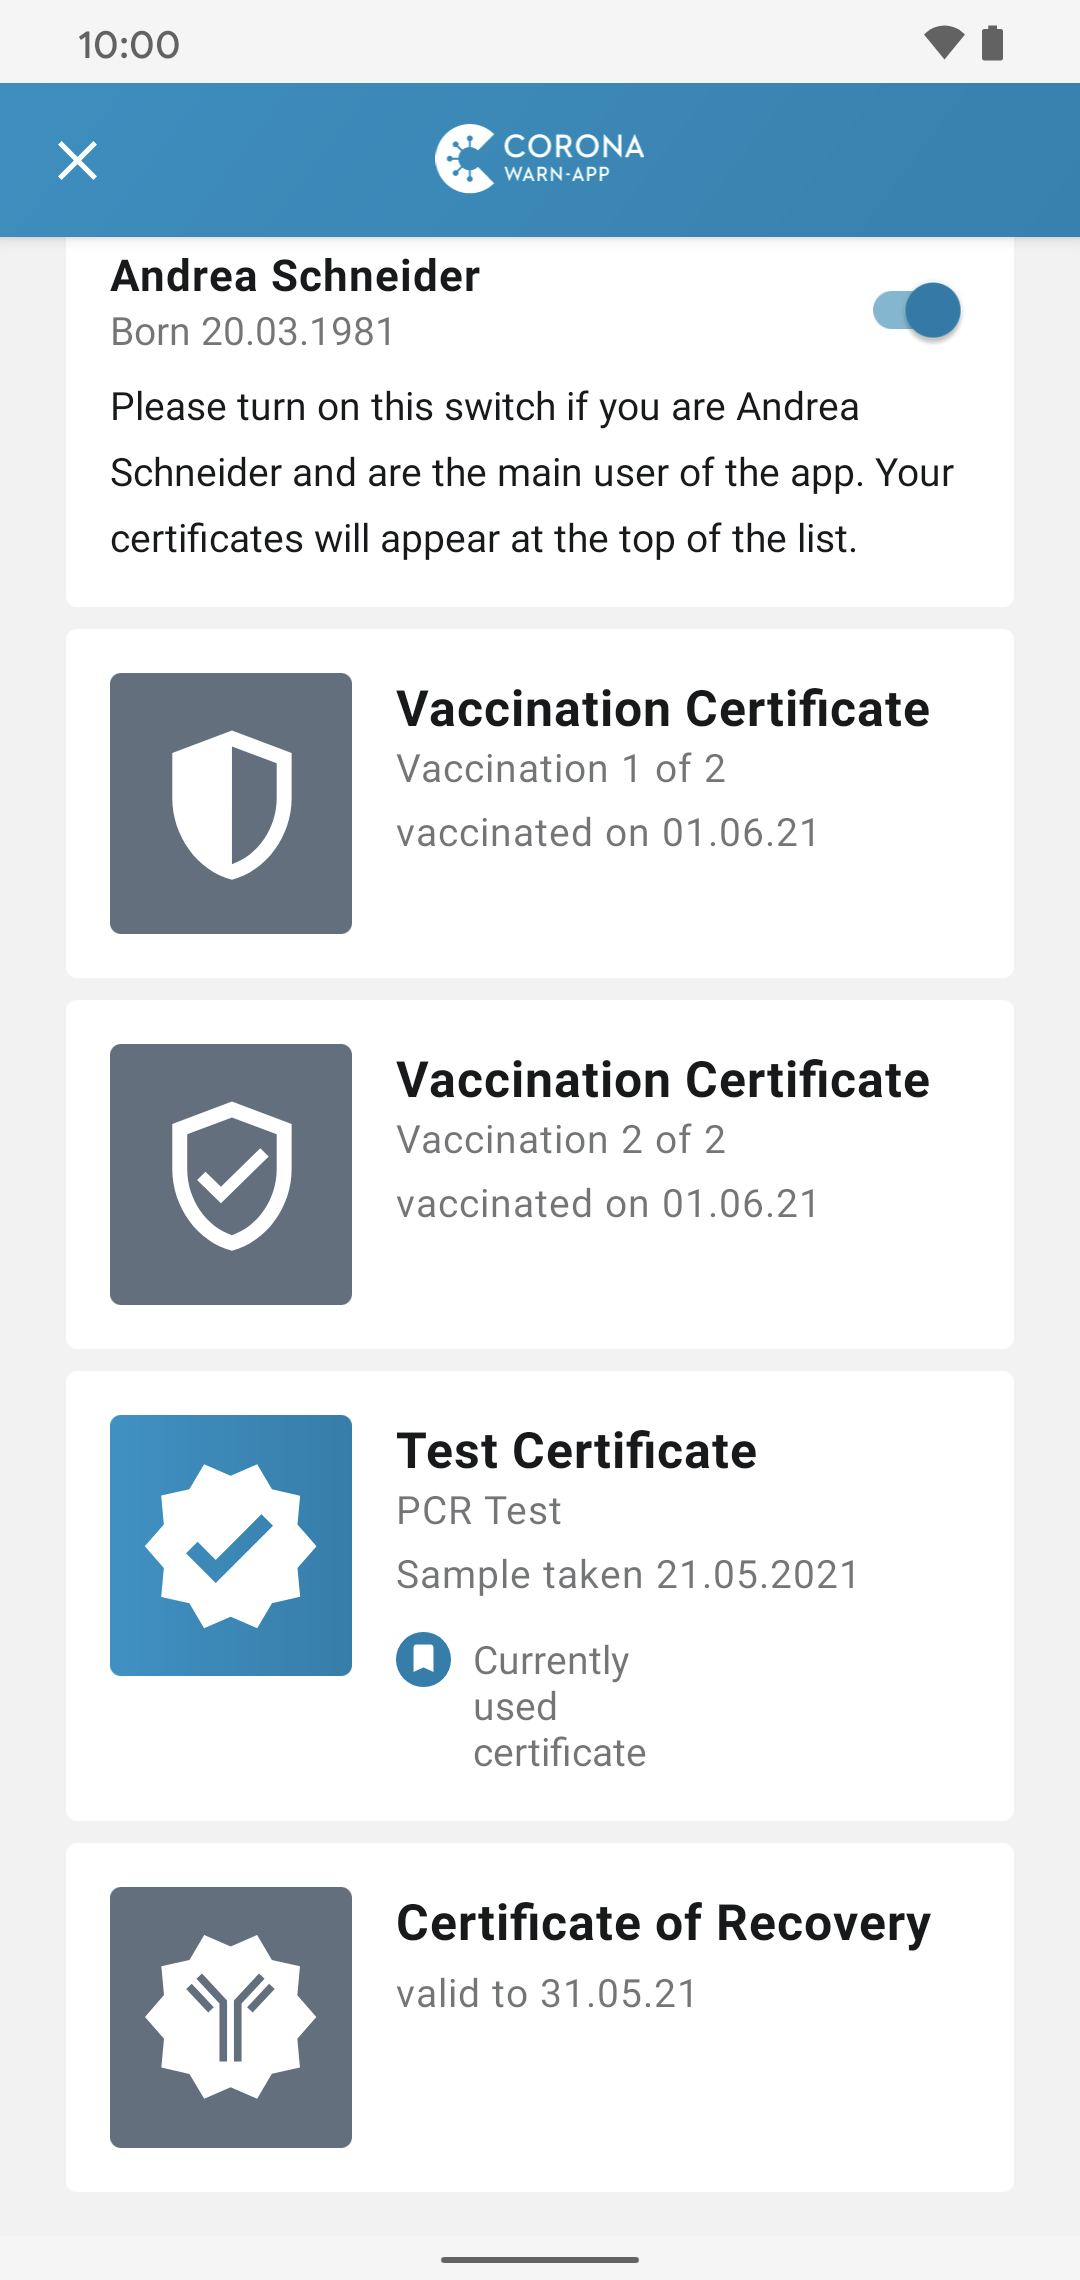 10:00
CORONA
WARN-APP
Andrea Schneider
Born 20.03.1981
Please turn on this switch if you are Andrea
Schneider and are the main user of the app. Your
certificates will appear at the top of the list.
Vaccination Certificate
Vaccination 1 of 2
vaccinated on 01.06.21
Vaccination Certificate
Vaccination 2 of 2
vaccinated on 01.06.21
Test Certificate
PCR Test
Sample taken 21.05.2021
Currently
used
certificate
Certificate of Recovery
valid to 31.05.21